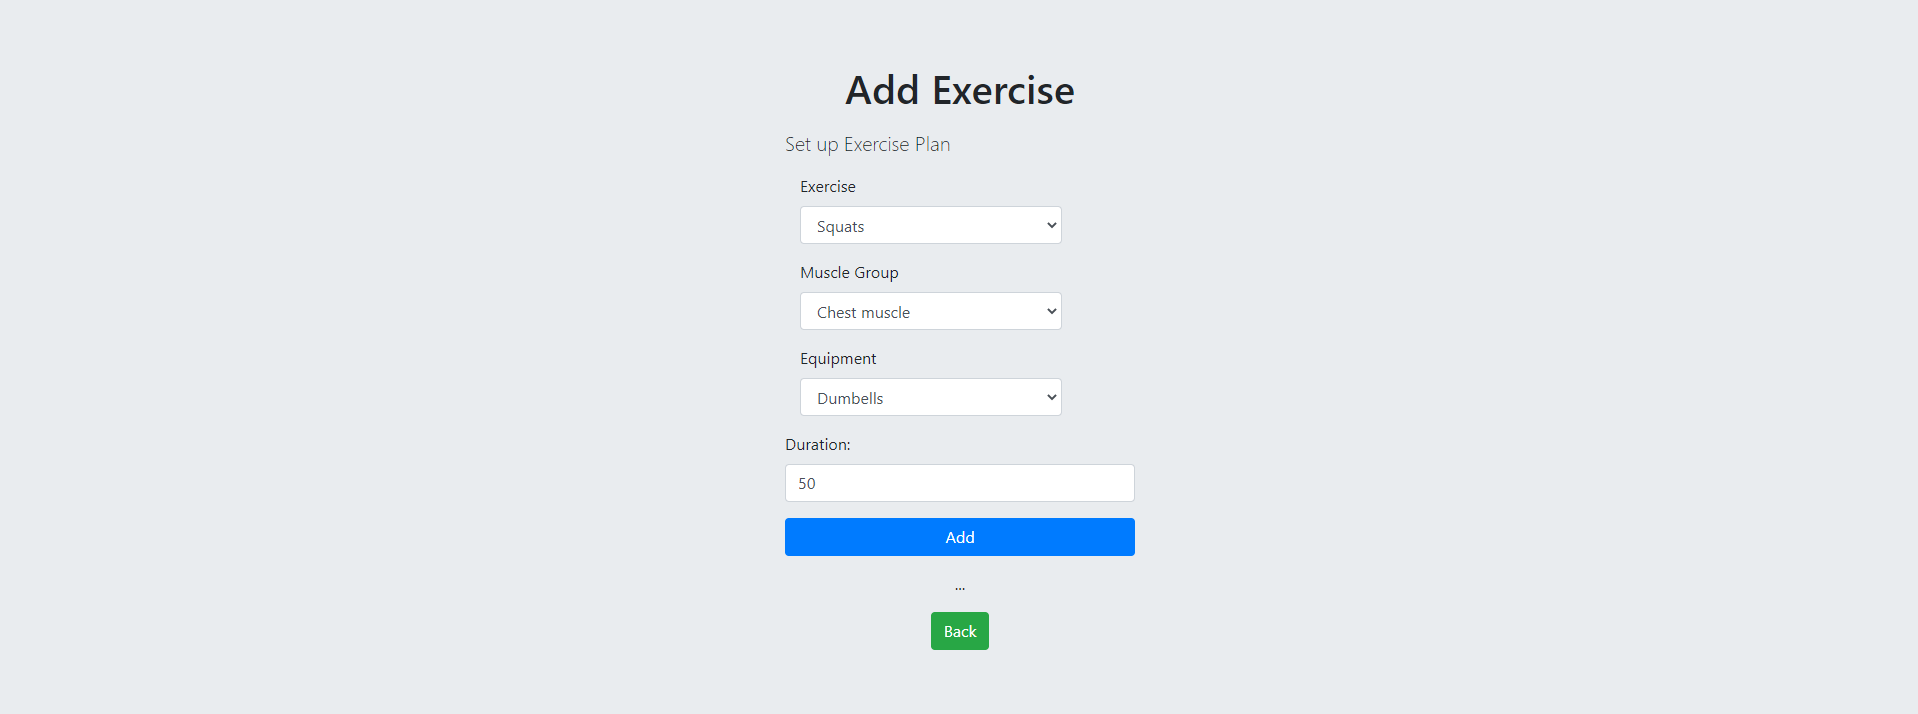 Add Exercise
Set up Exercise Plan
Exercise
Squats
Muscle Group
Chest muscle
Equipment
Dumbells
Duration:
50
Add
...
Back